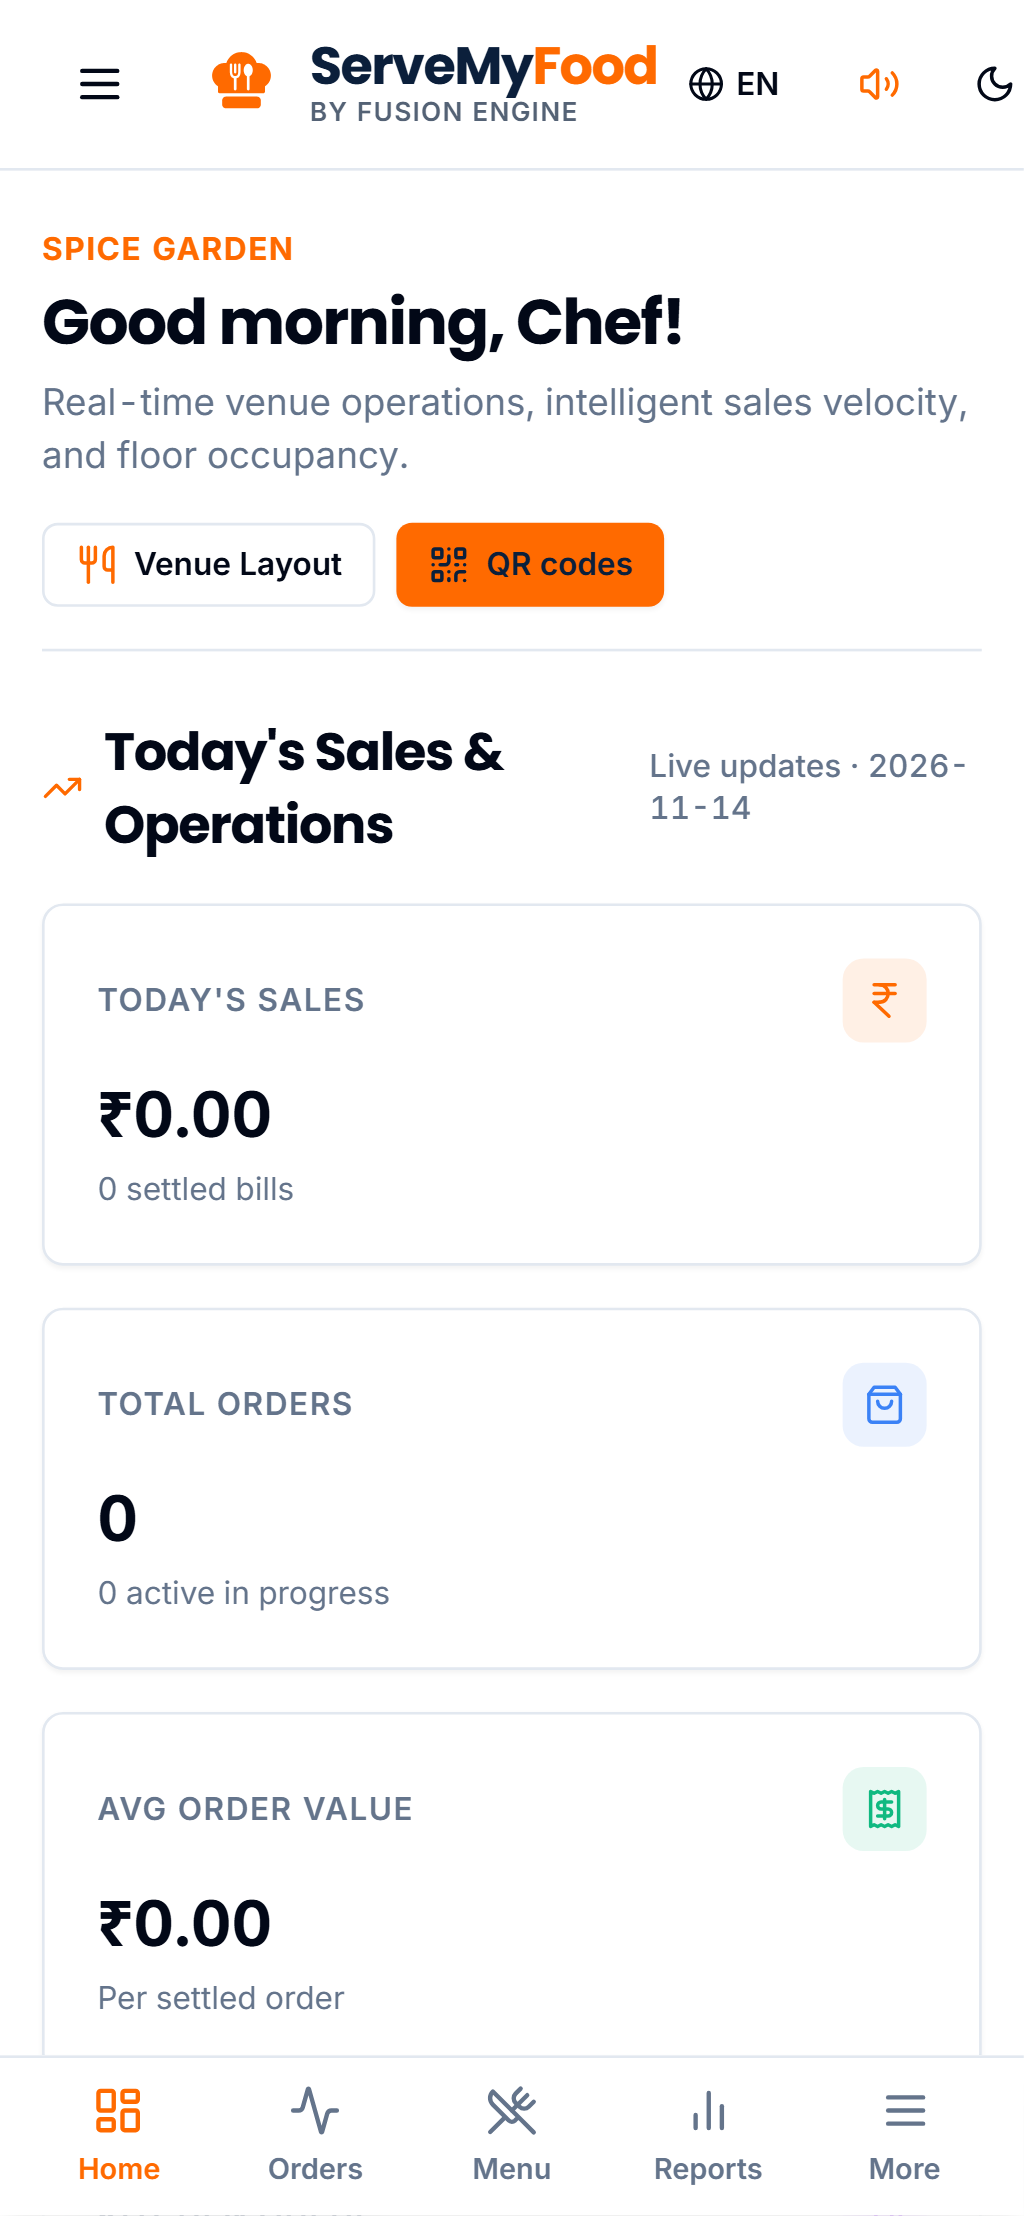 ServeMyFood
BY FUSION ENGINE
EN
SPICE GARDEN
Good morning, Chef!
Real-time venue operations, intelligent sales velocity,
and floor occupancy.
Venue Layout
QR codes
Today's Sales &
Operations
Live updates · 2026-
11-14
TODAY'S SALES
₹
₹0.00
0 settled bills
TOTAL ORDERS
0
0 active in progress
AVG ORDER VALUE
$
₹0.00
Per settled order
Home
Orders
Menu
Reports
More